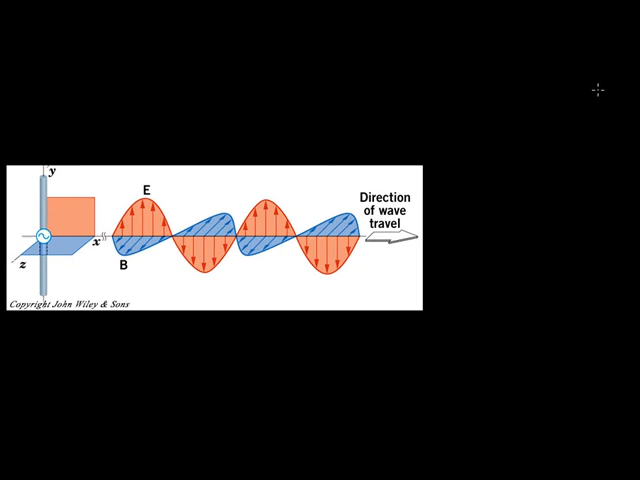 y
E
Direction
of wave
travel
x
z
B
Copyright John Wiley & Sons